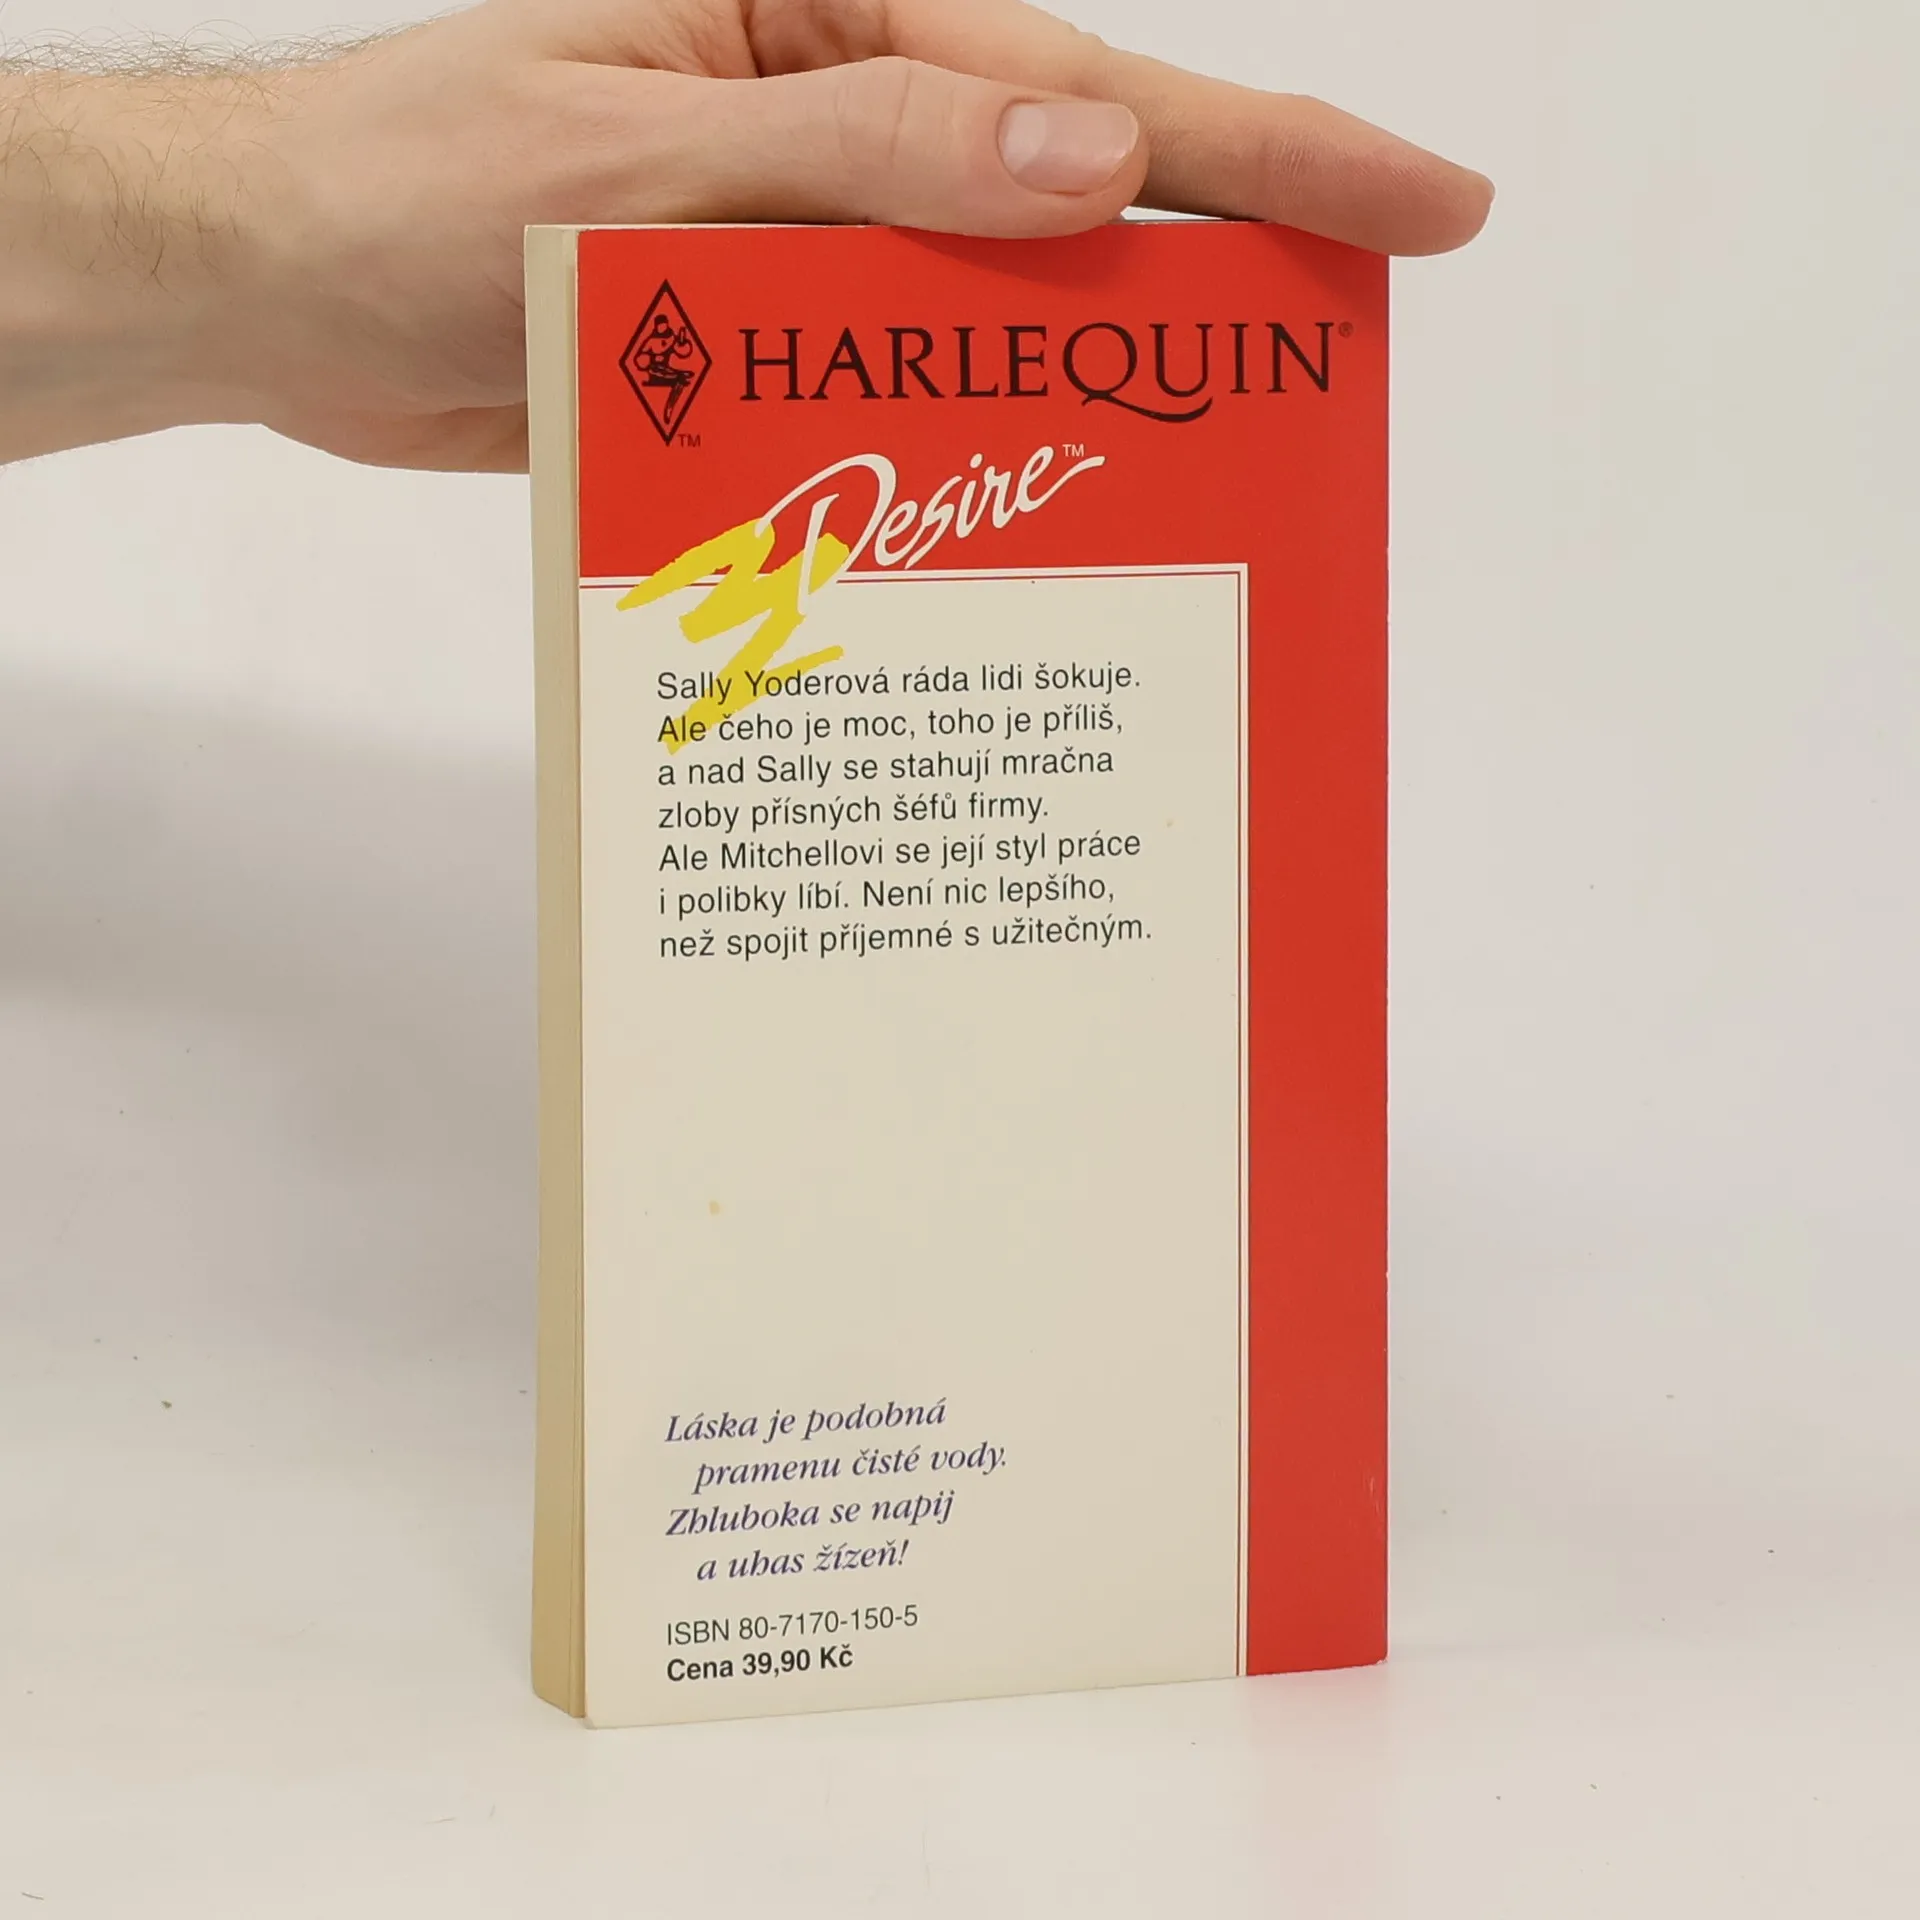 HARLEQUIN®
TM
Desire™
Sally Yoderová ráda lidi šokuje.
Ale čeho je moc, toho je příliš,
a nad Sally se stahují mračna
zloby přísných šéfů firmy.
Ale Mitchellovi se její styl práce
i polibky líbí. Není nic lepšího,
než spojit příjemné s užitečným.
Láska je podobná
pramenu čisté vody.
Zhluboka se napij
a uhas žízeň!
ISBN 80-7170-150-5
Cena 39,90 Kč